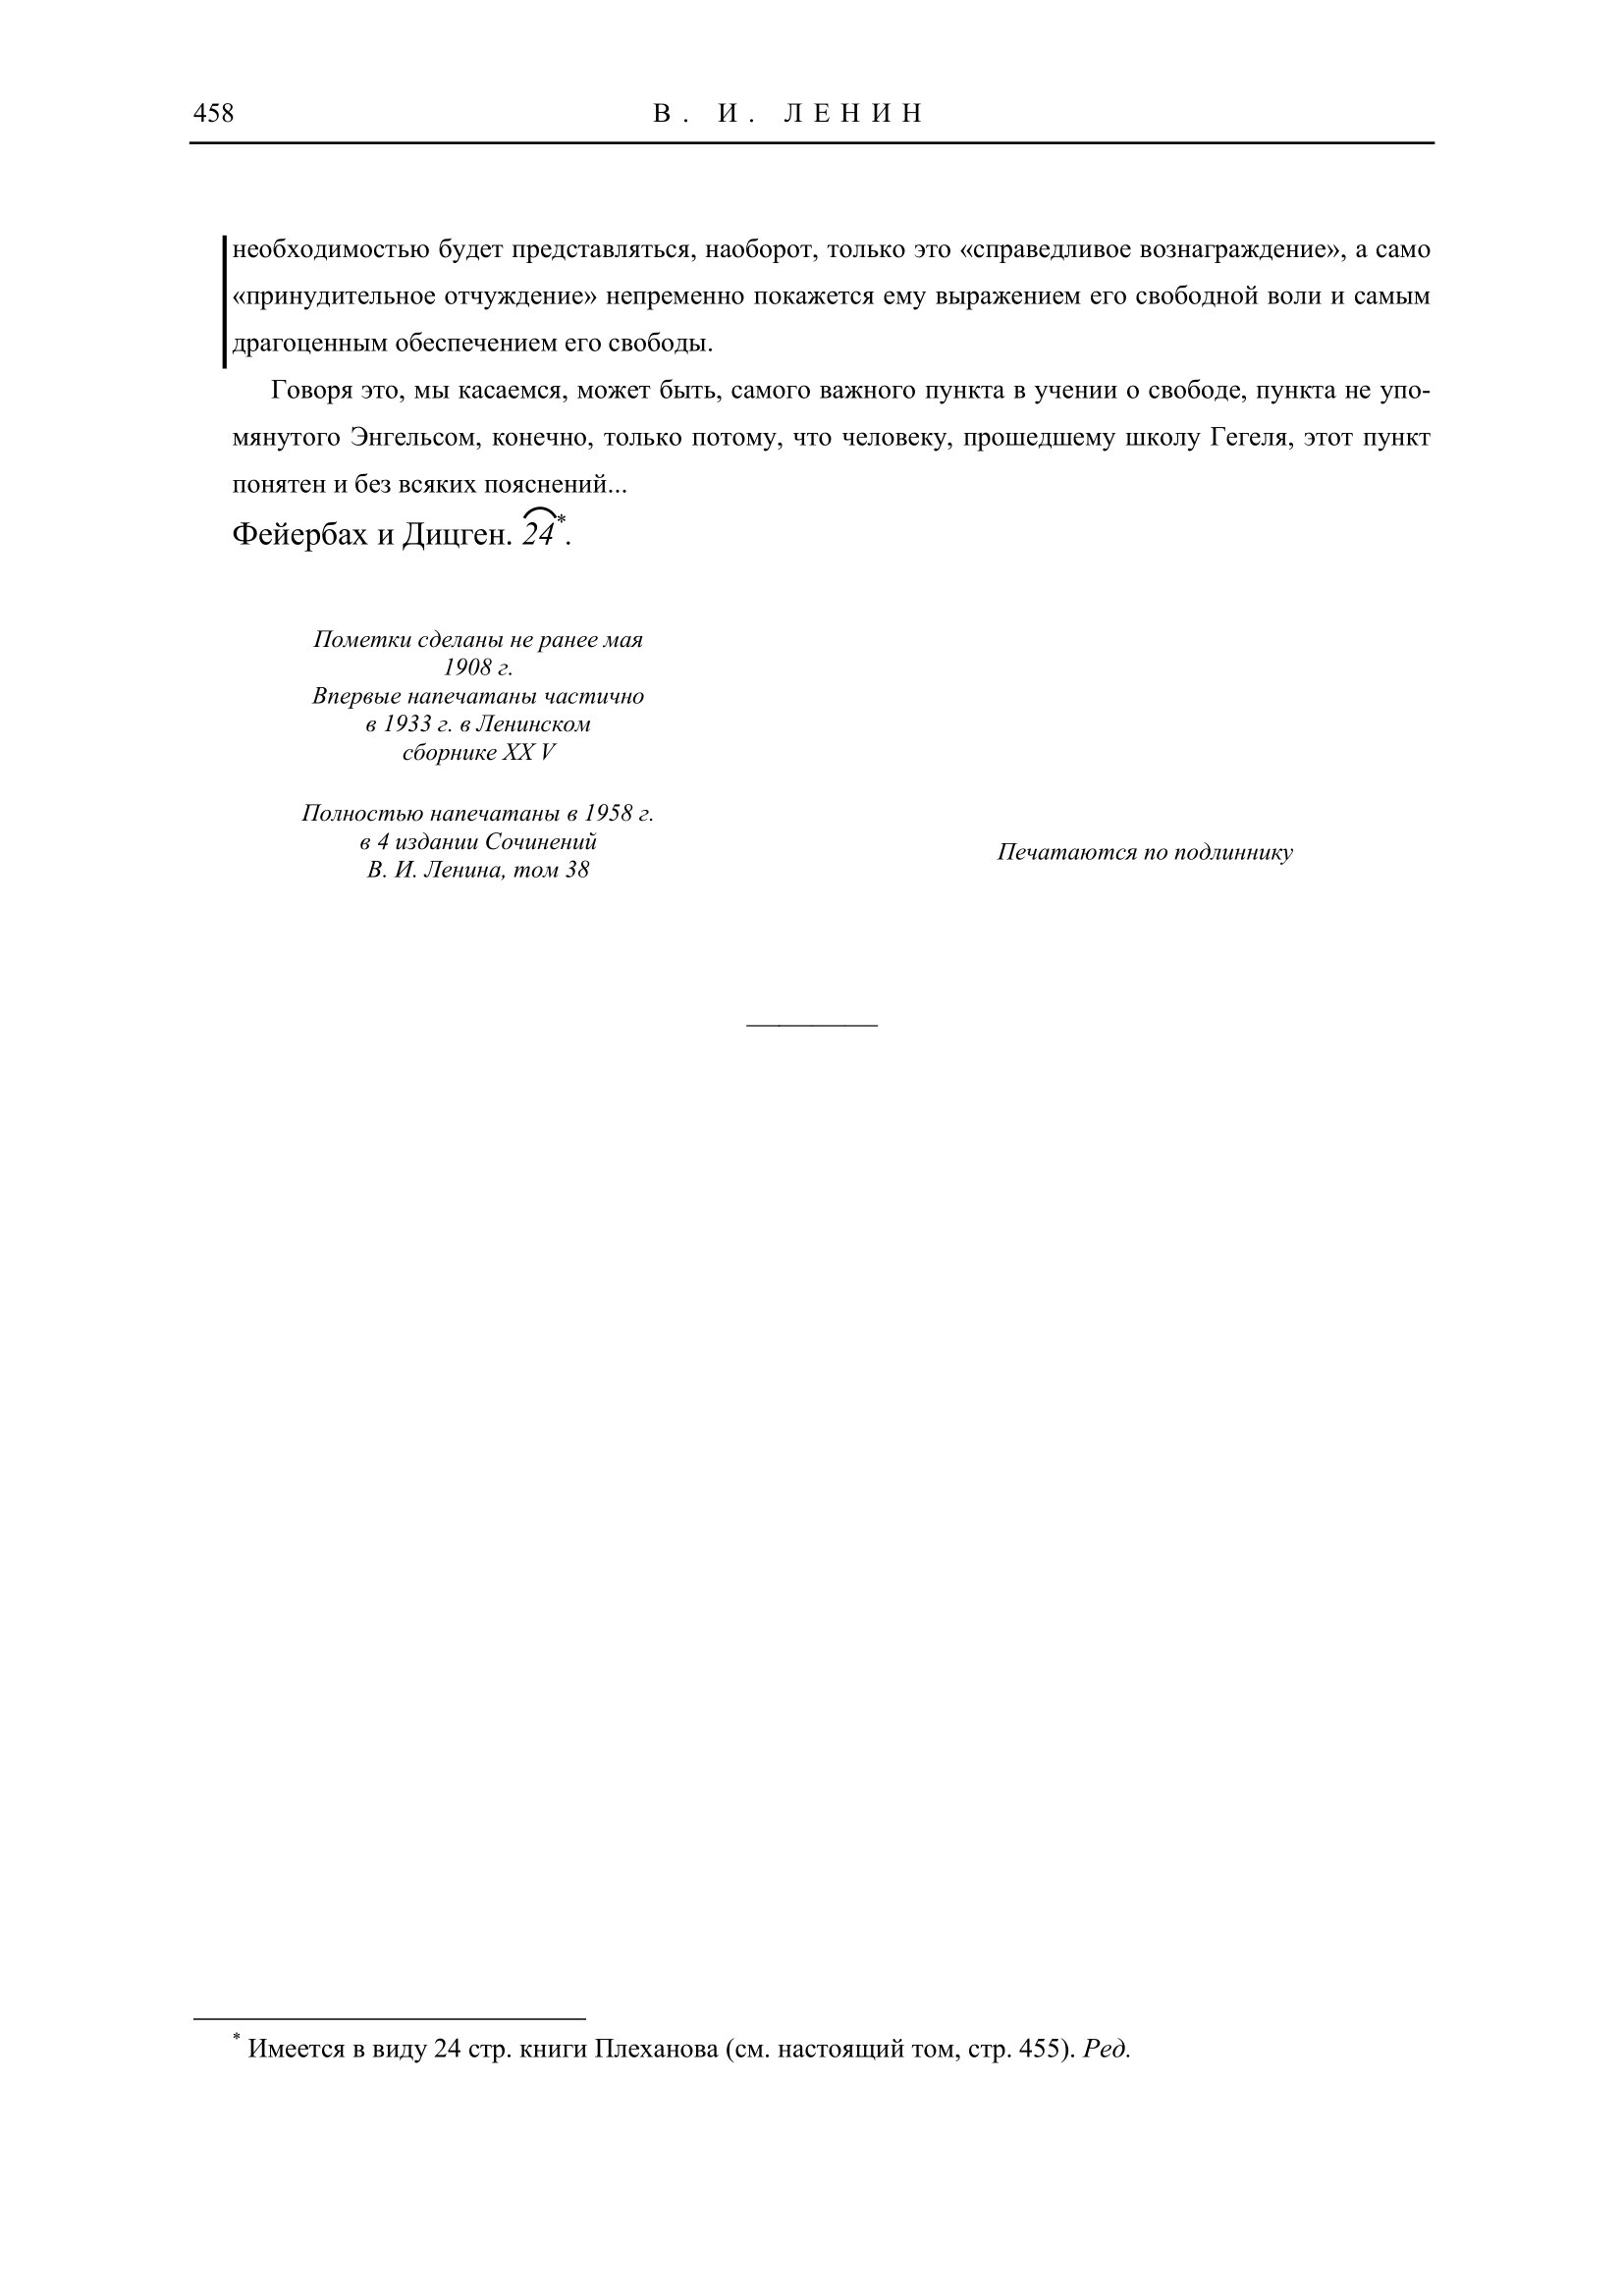 458
В. И. ЛЕНИН
необходимостью будет представляться, наоборот, только это «справедливое вознаграждение», а само
«принудительное отчуждение» непременно покажется ему выражением его свободной воли и самым
драгоценным обеспечением его свободы.
Говоря это, мы касаемся, может быть, самого важного пункта в учении о свободе, пункта не упо-
мянутого Энгельсом, конечно, только потому, что человеку, прошедшему школу Гегеля, этот пункт
понятен и без всяких пояснений...
Фейербах и Дицген. 24*.
Пометки сделаны не ранее мая
1908 г.
Впервые напечатаны частично
в 1933 г. в Ленинском
сборнике XX V
Полностью напечатаны в 1958 г.
в 4 издании Сочинений
В. И. Ленина, том 38
Печатаются по подлиннику
* Имеется в виду 24 стр. книги Плеханова (см. настоящий том, стр. 455). Ред.